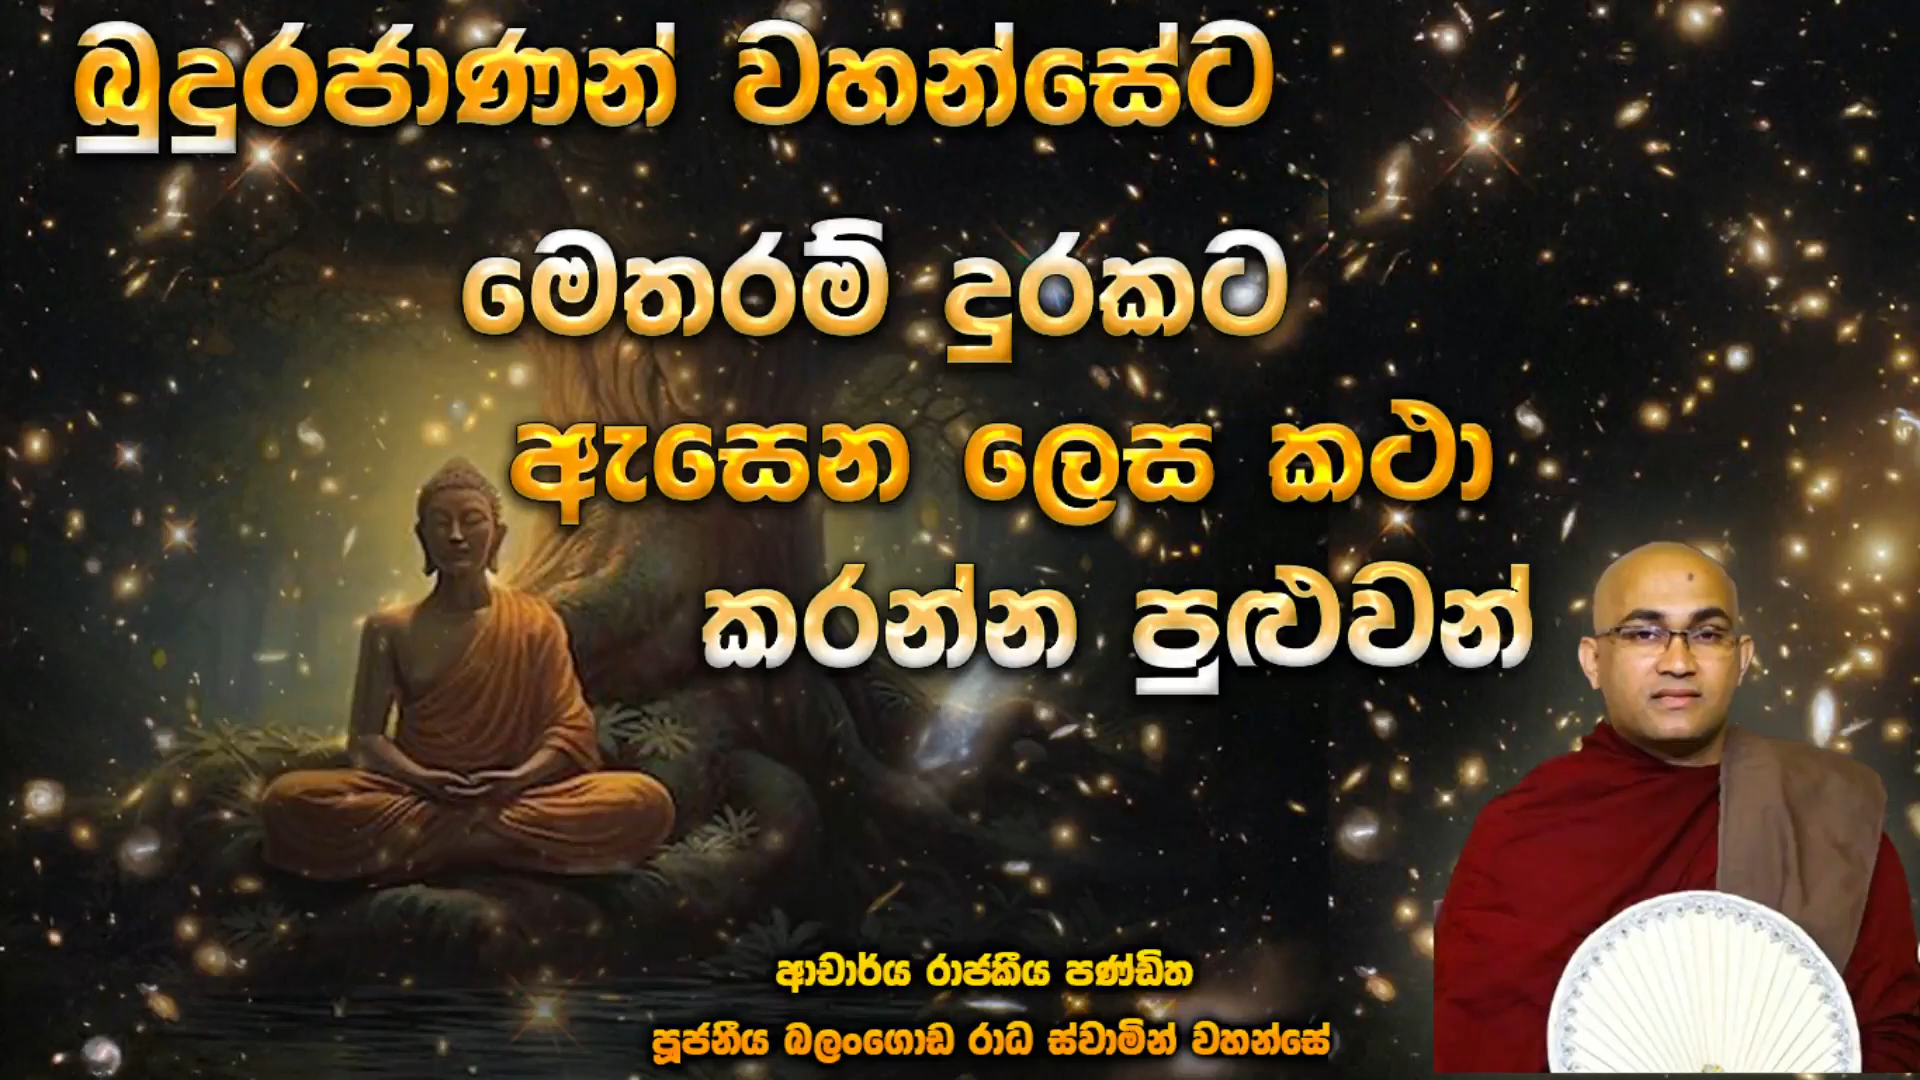 බුදුරජාණන් වහන්සේට
මෙතරම් දුරකට
ඇසෙන ලෙස කථා
කරන්න පුළුවන්
ආචාර්ය රාජකීය පණ්ඩිත
පූජනීය බලංගොඩ රාධ ස්වාමින් වහන්සේ